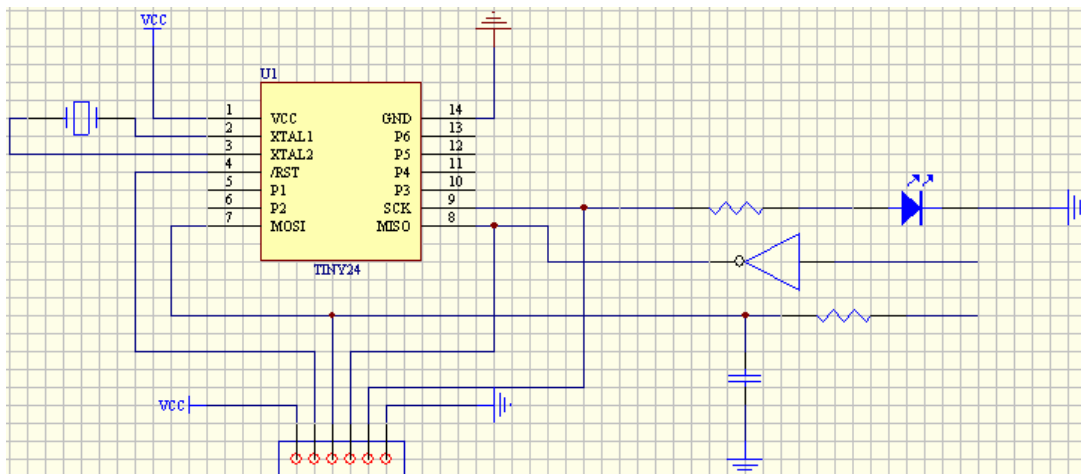 VCC
U1
1 VCC GND 14
2 XTAL1 P6 13
3 XTAL2 P5 12
4 /RST P4 11
5 P1 P3 10
6 P2 SCK 9
7 MOSI MISO 8
TINY24
VCC